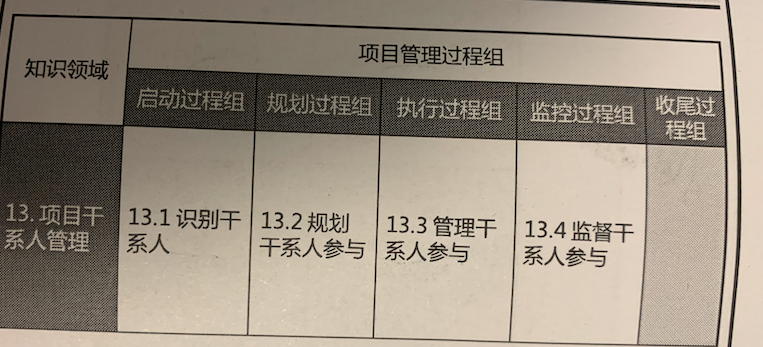 知识领域
项目管理过程组
启动过程组
规划过程组
执行过程组
监控过程组
收尾过
程组
13. 项目干
系人管理
13.1 识别干
系人
13.2 规划
干系人参与
13.3 管理干
系人参与
13.4 监督干
系人参与